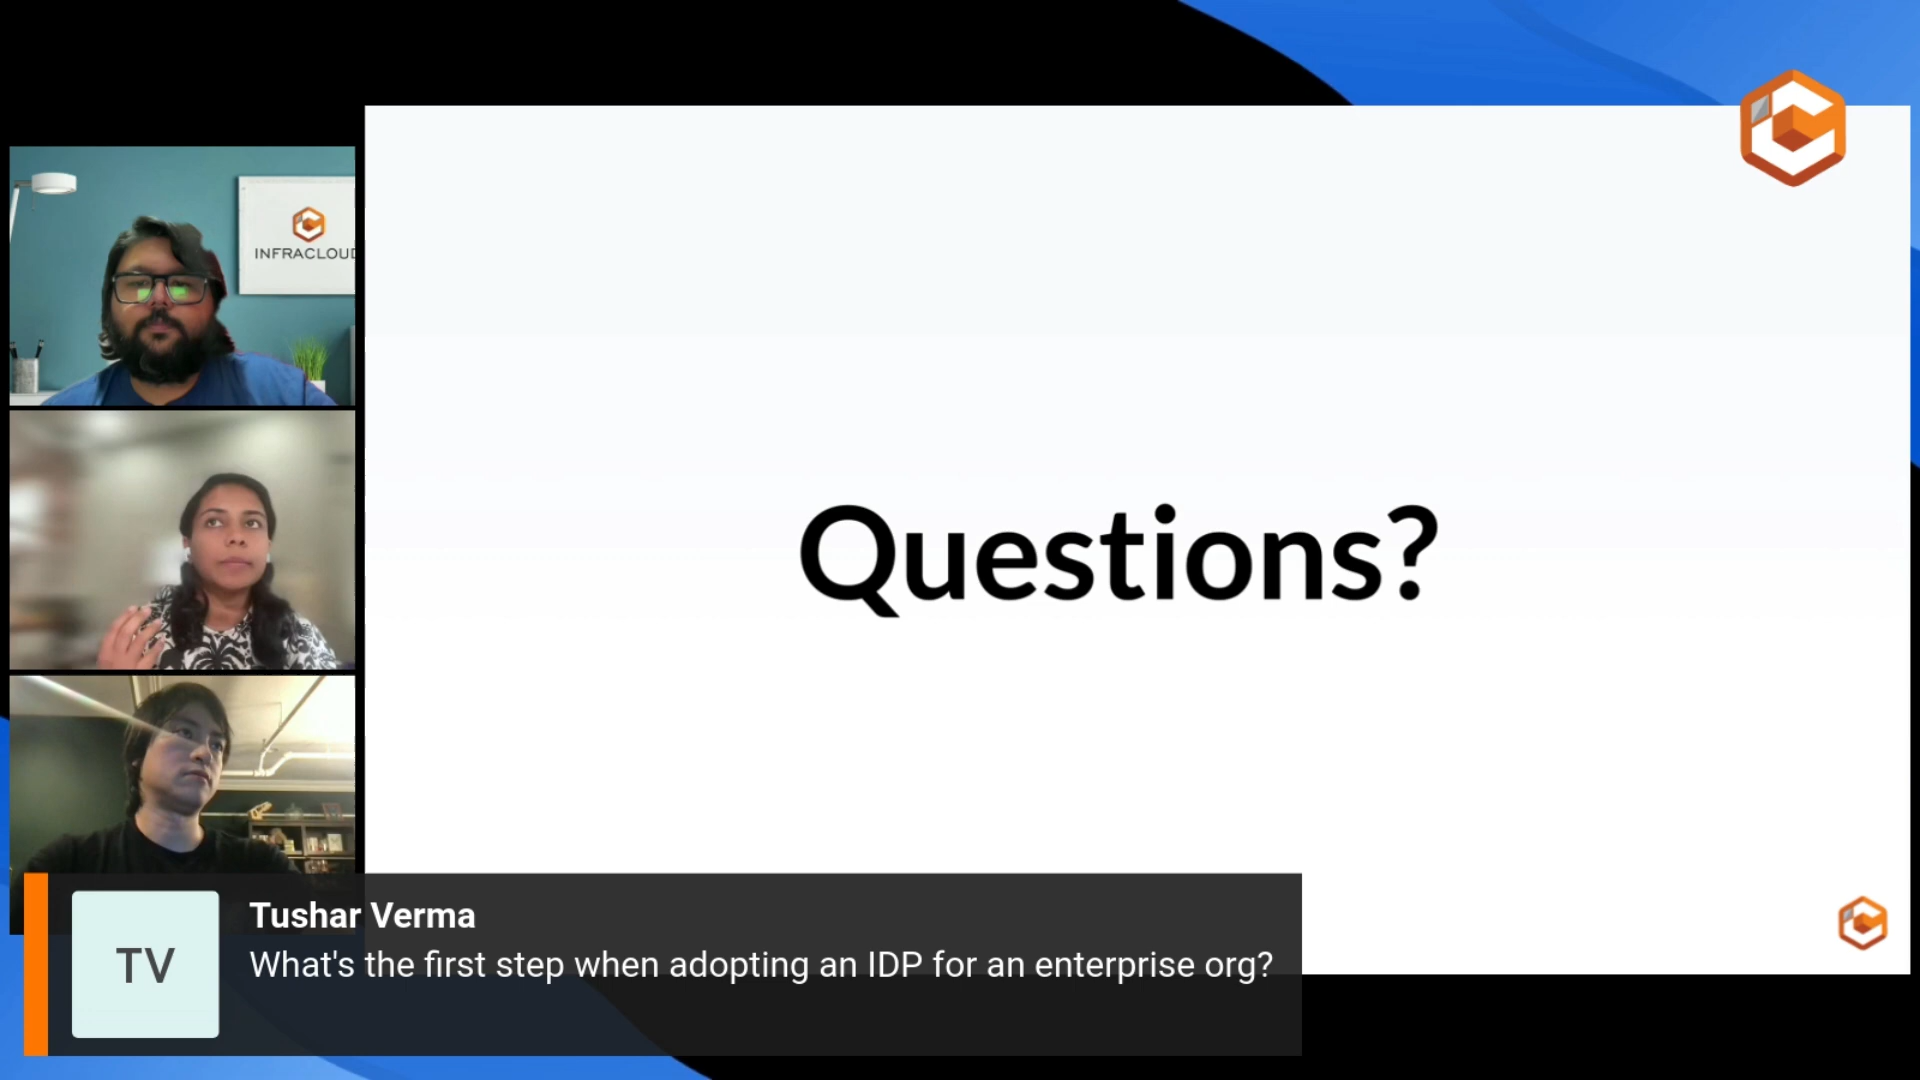 INFRACLOUD
Questions?
Tushar Verma
TV
What's the first step when adopting an IDP for an enterprise org?